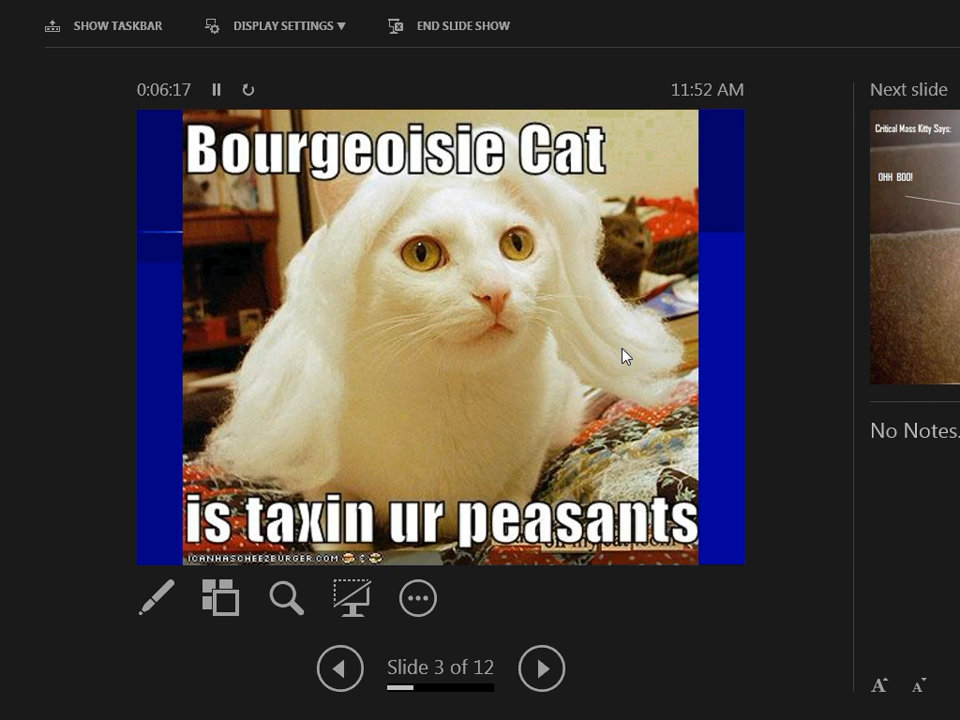 SHOW TASKBAR
DISPLAY SETTINGS ▼
END SLIDE SHOW
0:06:17
11:52 AM
Next slide
Bourgeoisie Cat
is taxin ur peasants
ICANHASCHEEZBURGER.COM
Critical Mass Kitty Says:
OHH BOO!
No Notes.
Slide 3 of 12
A
A